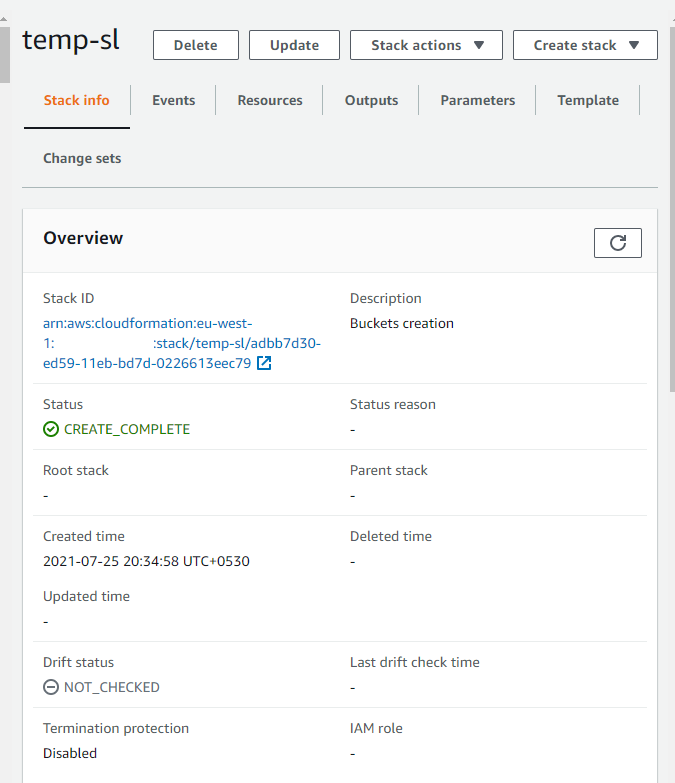 temp-sl
Delete
Update
Stack actions
Create stack
Stack info
Events
Resources
Outputs
Parameters
Template
Change sets
Overview
Stack ID
arn:aws:cloudformation:eu-west-
1: :stack/temp-sl/adbb7d30-
ed59-11eb-bd7d-0226613eec79
Description
Buckets creation
Status
CREATE_COMPLETE
Status reason
-
Root stack
-
Parent stack
-
Created time
2021-07-25 20:34:58 UTC+0530
Deleted time
-
Updated time
-
Drift status
NOT_CHECKED
Last drift check time
-
Termination protection
Disabled
IAM role
-